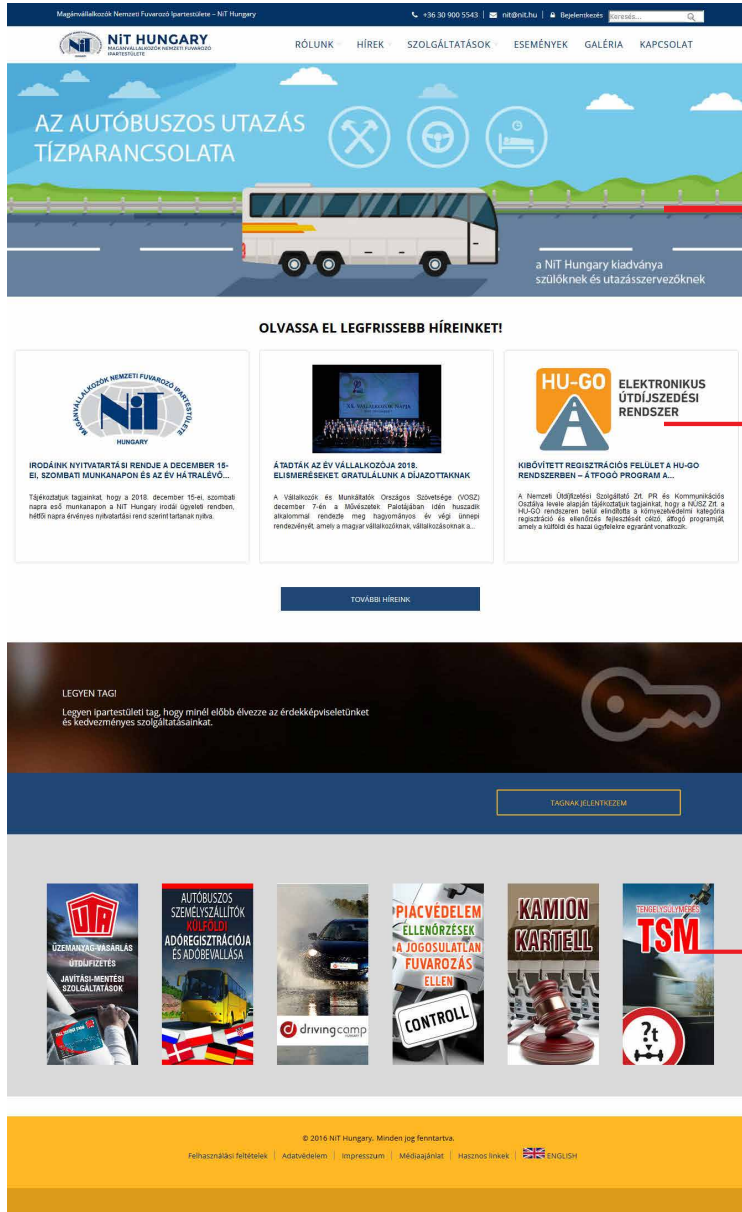 Magánvállalkozók Nemzeti Fuvarozó Ipartestülete – NiT Hungary
+36 30 900 5543
nit@nit.hu
Bejelentkezés
Keresés...
NiT
NiT HUNGARY
MAGÁNVÁLLALKOZÓK NEMZETI FUVAROZÓ
IPARTESTÜLETE
RÓLUNK
HÍREK
SZOLGÁLTATÁSOK
ESEMÉNYEK
GALÉRIA
KAPCSOLAT
AZ AUTÓBUSZOS UTAZÁS
TÍZPARANCSOLATA
a NiT Hungary kiadványa
szülőknek és utazásszervezőknek
OLVASSA EL LEGFRISSEBB HÍREINKET!
MAGÁNVÁLLALKOZÓK NEMZETI FUVAROZÓ IPARTESTÜLETE
NiT
HUNGARY
IRODÁINK NYITVATARTÁSI RENDJE A DECEMBER 15-
EI, SZOMBATI MUNKANAPON ÉS AZ ÉV HÁTRALÉVŐ...
Tájékoztatjuk tagjainkat, hogy a 2018. december 15-ei, szombati
napra eső munkanapon a NiT Hungary irodái ügyeleti rendben,
hétfői napra érvényes nyitvatartási rend szerint tartanak nyitva.
ÁTADTÁK AZ ÉV VÁLLALKOZÓJA 2018.
ELISMERÉSEKET. GRATULÁLUNK A DÍJAZOTTAKNAK
A Vállalkozók és Munkáltatók Országos Szövetsége (VOSZ)
december 7-én a Művészetek Palotájában idén huszadik
alkalommal rendezte meg hagyományos év végi ünnepi
rendezvényét, amely a magyar vállalkozóknak, vállalkozásoknak a...
HU-GO
ELEKTRONIKUS
ÚTDÍJSZEDÉSI
RENDSZER
KIBŐVÍTETT REGISZTRÁCIÓS FELÜLET A HU-GO
RENDSZERBEN – ÁTFOGÓ PROGRAM A...
A Nemzeti Útdíjfizetési Szolgáltató Zrt. PR és Kommunikációs
Osztálya levele alapján tájékoztatjuk tagjainkat, hogy a NÚSZ Zrt. a
HU-GO rendszeren belül elindította a környezetvédelmi kategória
regisztráció és ellenőrzés fejlesztését célzó, átfogó programját,
amely a külföldi és hazai ügyfelekre egyaránt vonatkozik.
TOVÁBBI HÍREINK
LEGYEN TAG!
Legyen ipartestületi tag, hogy minél előbb élvezze az érdekképviseletünket
és kedvezményes szolgáltatásainkat.
TAGNAK JELENTKEZEM
UTA
ÜZEMANYAG-VÁSÁRLÁS
ÚTDÍJFIZETÉS
JAVÍTÁSI-MENTÉSI
SZOLGÁLTATÁSOK
AUTÓBUSZOS
SZEMÉLYSZÁLLÍTÓK
KÜLFÖLDI
ADÓREGISZTRÁCIÓJA
ÉS ADÓBEVALLÁSA
drivingcamp
PIACVÉDELEM
ELLENŐRZÉSEK
A JOGOSULATLAN
FUVAROZÁS
ELLEN
CONTROLL
KAMION
KARTELL
TENGELYSÚLYMÉRÉS
TSM
?t
© 2016 NiT Hungary. Minden jog fenntartva.
Felhasználási feltételek | Adatvédelem | Impresszum | Médiaajánlat | Hasznos linkek | ENGLISH